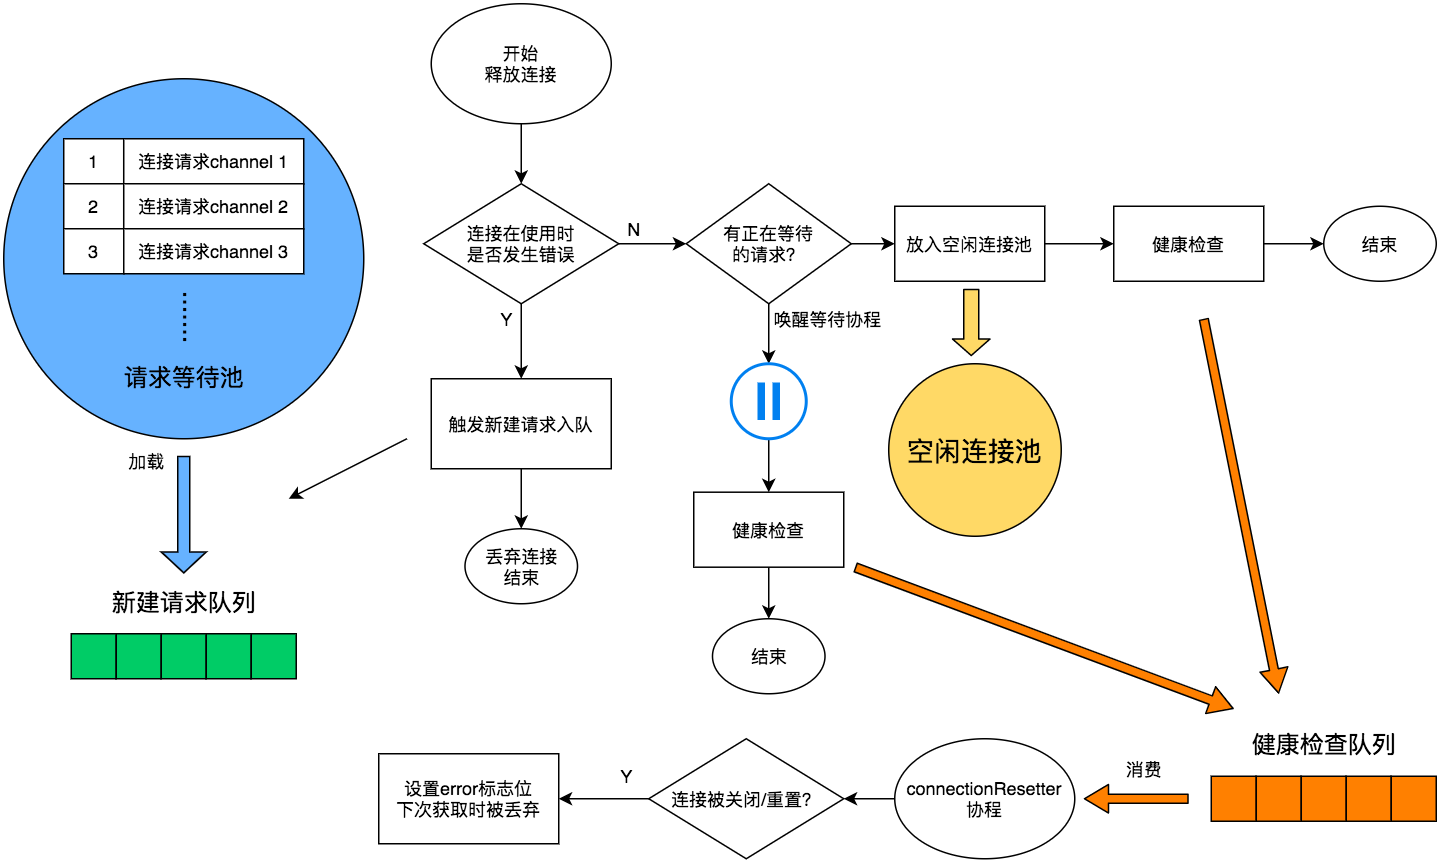 开始
释放连接
1
连接请求channel 1
2
连接请求channel 2
3
连接请求channel 3
请求等待池
加载
新建请求队列
连接在使用时
是否发生错误
N
Y
触发新建请求入队
丢弃连接
结束
有正在等待
的请求?
唤醒等待协程
健康检查
结束
放入空闲连接池
空闲连接池
健康检查
结束
健康检查队列
消费
connectionResetter
协程
连接被关闭/重置?
Y
设置error标志位
下次获取时被丢弃